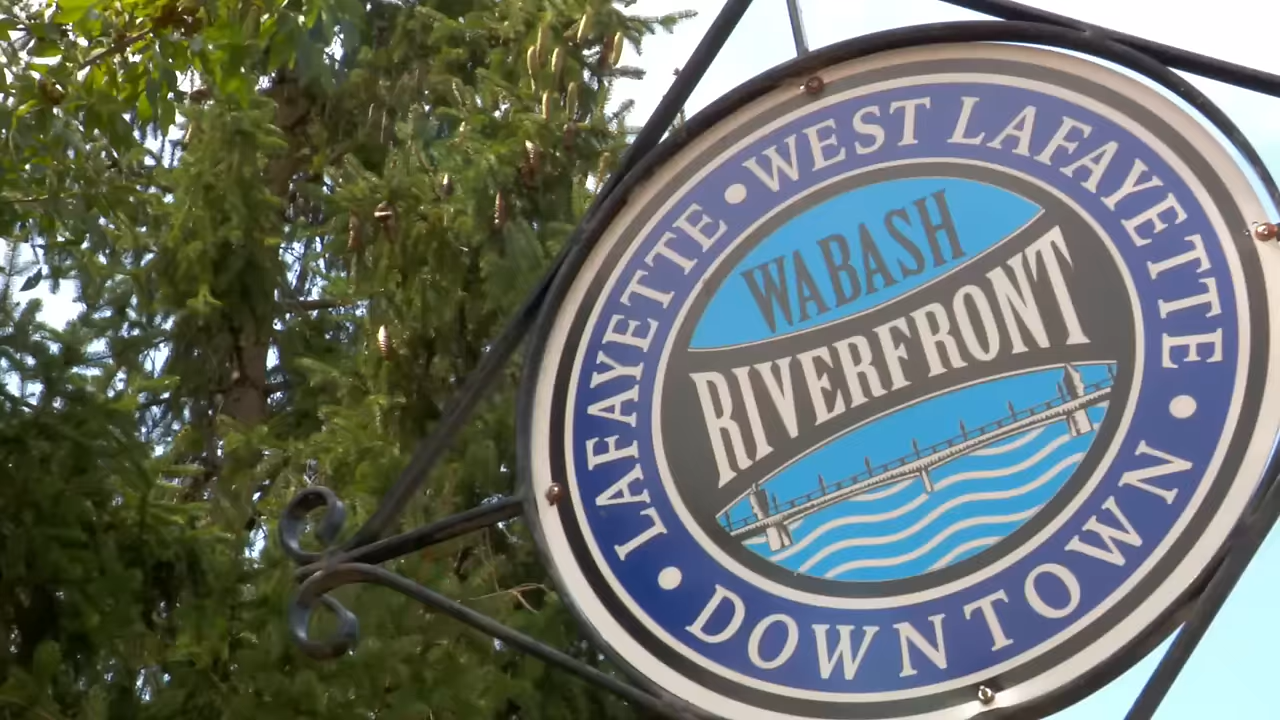 LAFAYETTE • WEST LAFAYETTE •
WABASH
RIVERFRONT
DOWNTOWN